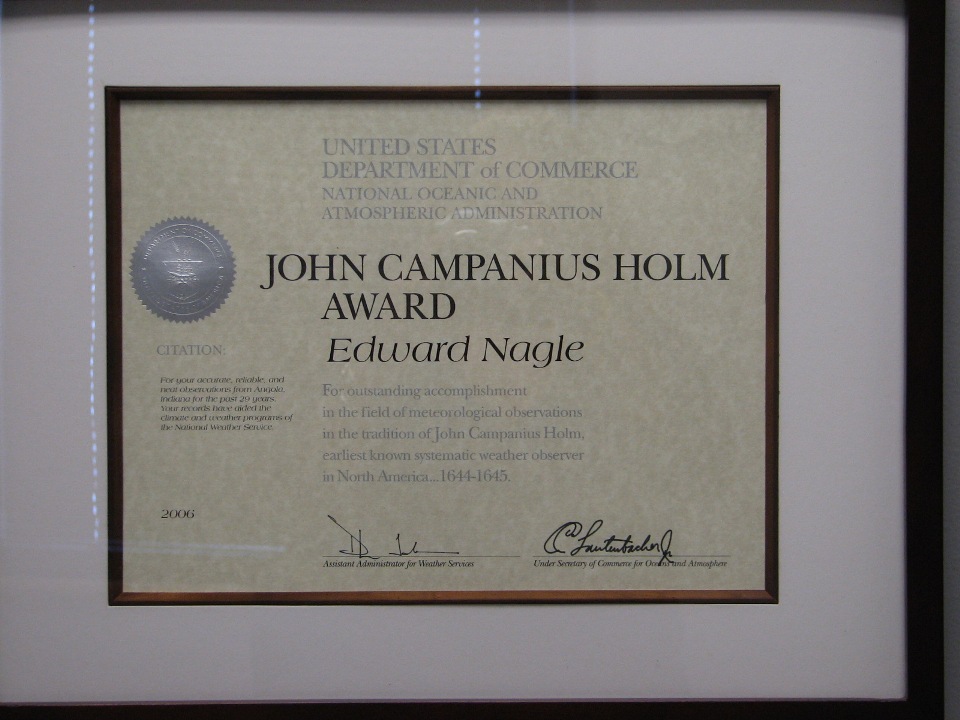 UNITED STATES
DEPARTMENT of COMMERCE
NATIONAL OCEANIC AND
ATMOSPHERIC ADMINISTRATION
JOHN CAMPANIUS HOLM
AWARD
Edward Nagle
CITATION:
For your accurate, reliable, and
neat observations from Angola,
Indiana for the past 29 years.
Your records have aided the
climate and weather programs of
the National Weather Service.
For outstanding accomplishment
in the field of meteorological observations
in the tradition of John Campanius Holm,
earliest known systematic weather observer
in North America...1644-1645.
2006
Assistant Administrator for Weather Services
Under Secretary of Commerce for Oceans and Atmosphere